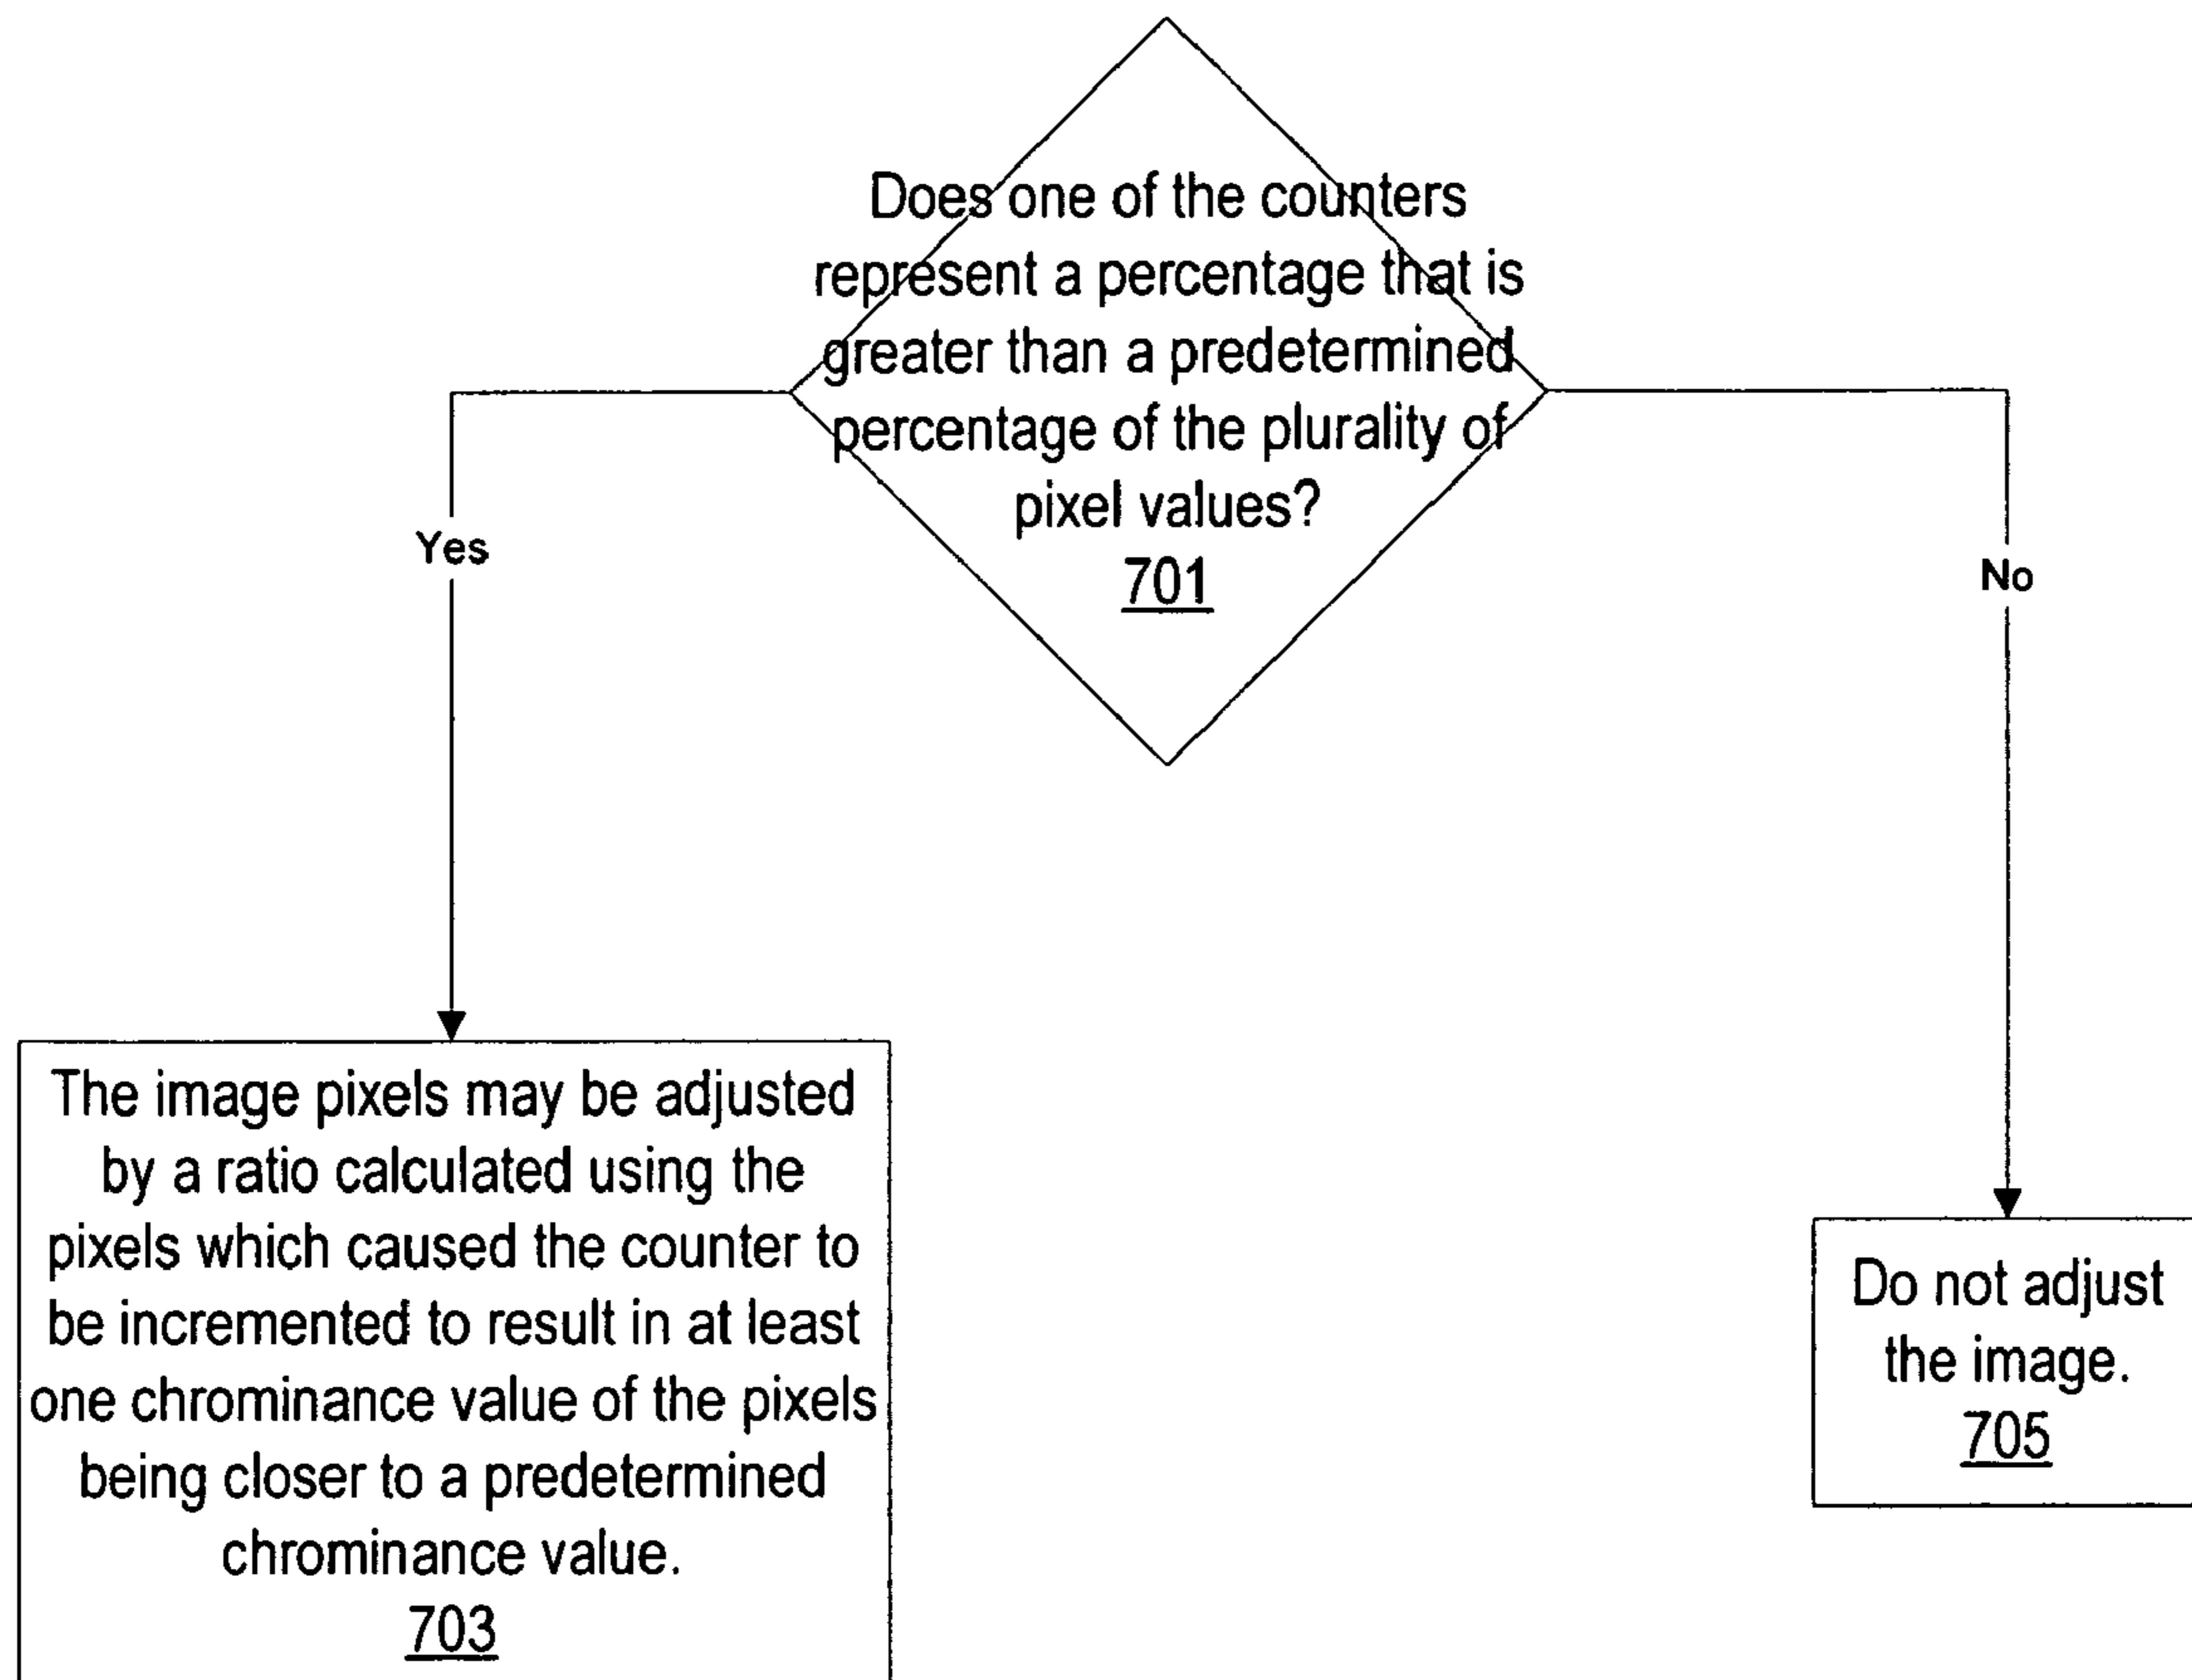 Does one of the counters
represent a percentage that is
greater than a predetermined
percentage of the plurality of
pixel values?
701
Yes
No
The image pixels may be adjusted
by a ratio calculated using the
pixels which caused the counter to
be incremented to result in at least
one chrominance value of the pixels
being closer to a predetermined
chrominance value.
703
Do not adjust
the image.
705